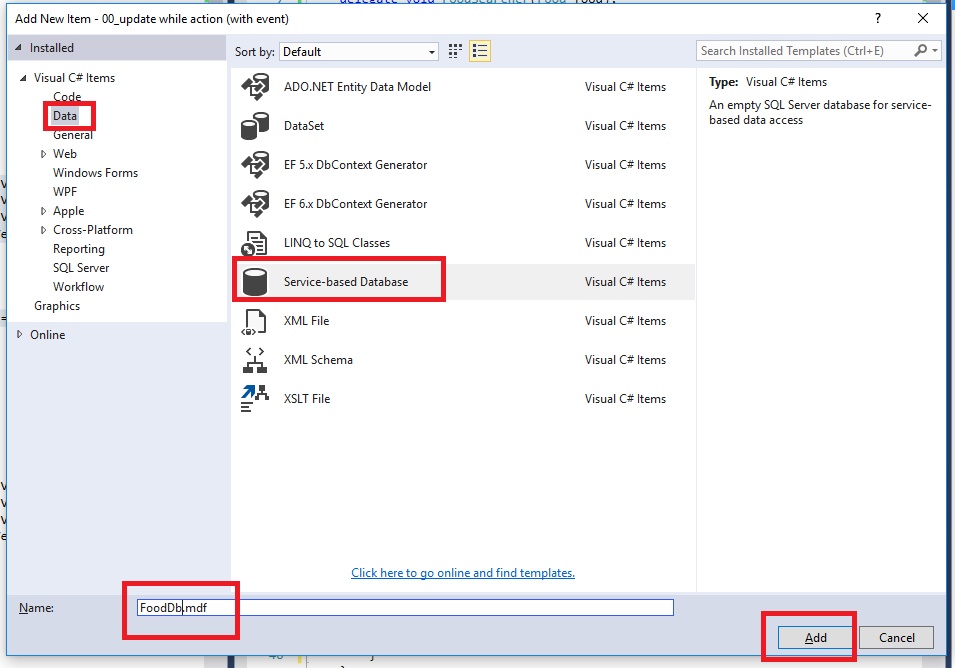 delegate void FoodSearcher(Food food);
Add New Item - 00_update while action (with event)
?
Installed
Sort by: Default
Search Installed Templates (Ctrl+E)
Visual C# Items
Code
Data
General
Web
Windows Forms
WPF
Apple
Cross-Platform
Reporting
SQL Server
Workflow
Graphics
Online
ADO.NET Entity Data Model Visual C# Items
DataSet Visual C# Items
EF 5.x DbContext Generator Visual C# Items
EF 6.x DbContext Generator Visual C# Items
LINQ to SQL Classes Visual C# Items
Service-based Database Visual C# Items
XML File Visual C# Items
XML Schema Visual C# Items
XSLT File Visual C# Items
Type: Visual C# Items
An empty SQL Server database for service-
based data access
Click here to go online and find templates.
Name: FoodDb.mdf
Add Cancel